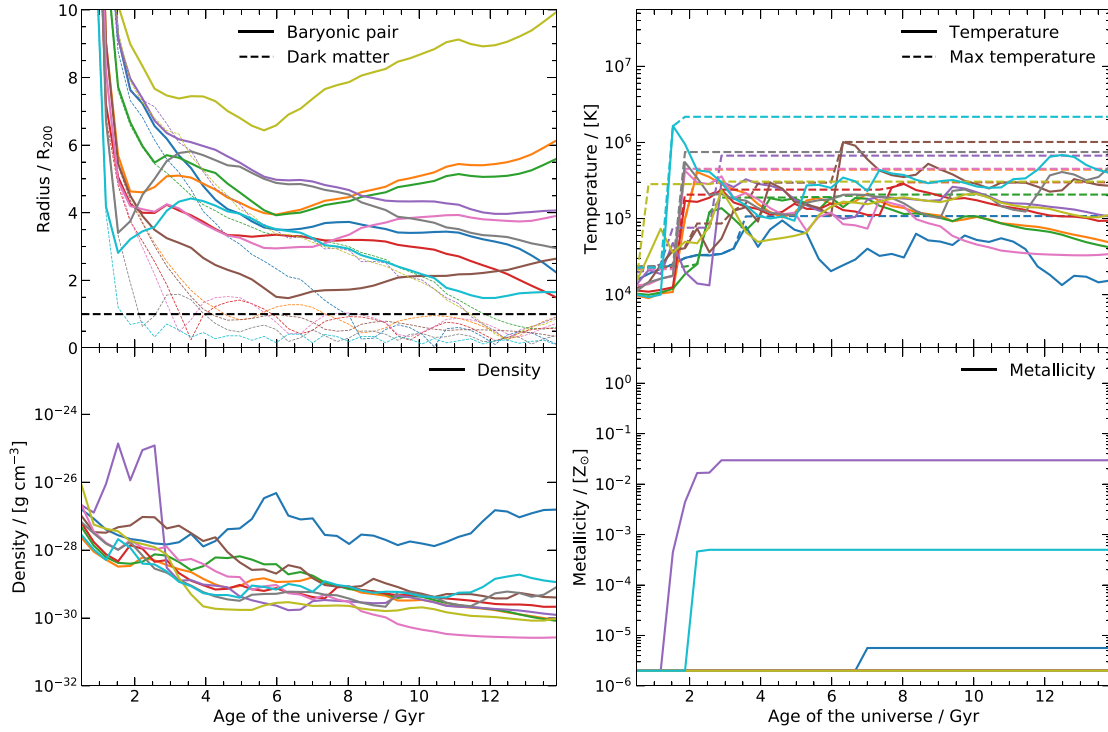 10
8
6
4
2
0
Radius / R200
Baryonic pair
Dark matter
10^7
10^6
10^5
10^4
Temperature / [K]
Temperature
Max temperature
10^−24
10^−26
10^−28
10^−30
10^−32
Density / [g cm^−3]
Density
2 4 6 8 10 12
Age of the universe / Gyr
10^0
10^−1
10^−2
10^−3
10^−4
10^−5
10^−6
Metallicity / [Z⊙]
Metallicity
2 4 6 8 10 12
Age of the universe / Gyr